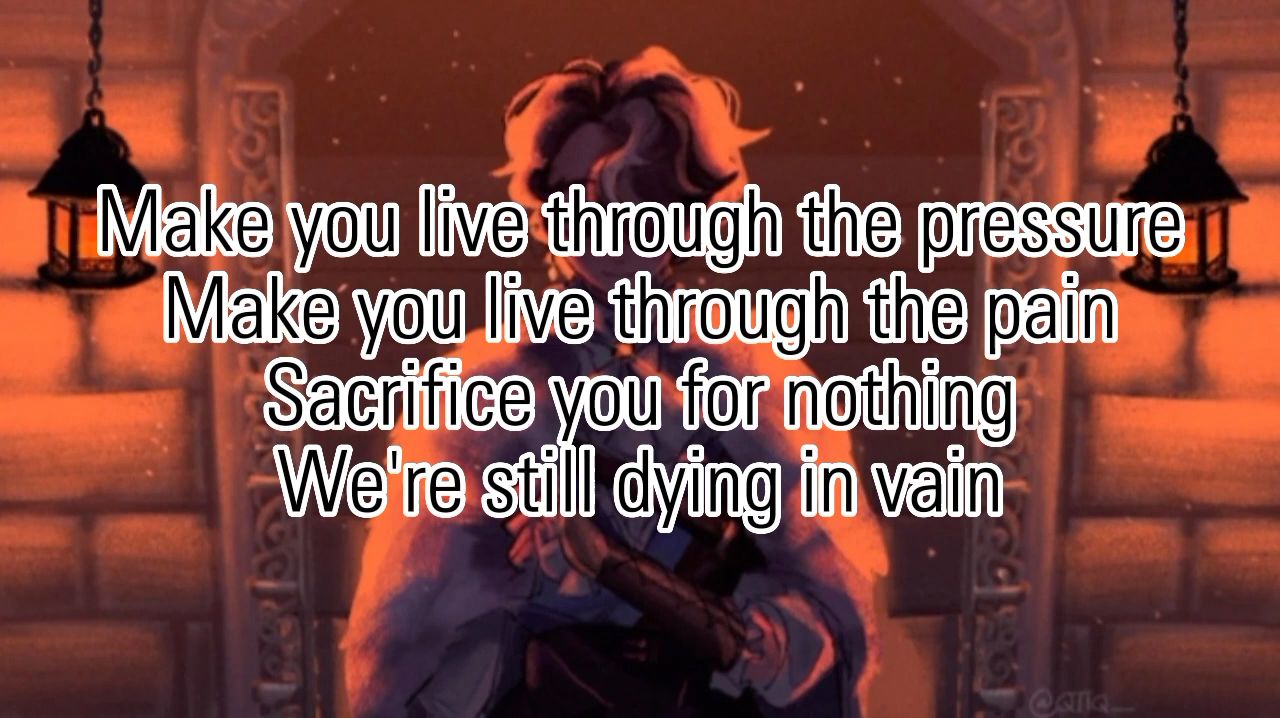 Make you live through the pressure
Make you live through the pain
Sacrifice you for nothing
We're still dying in vain